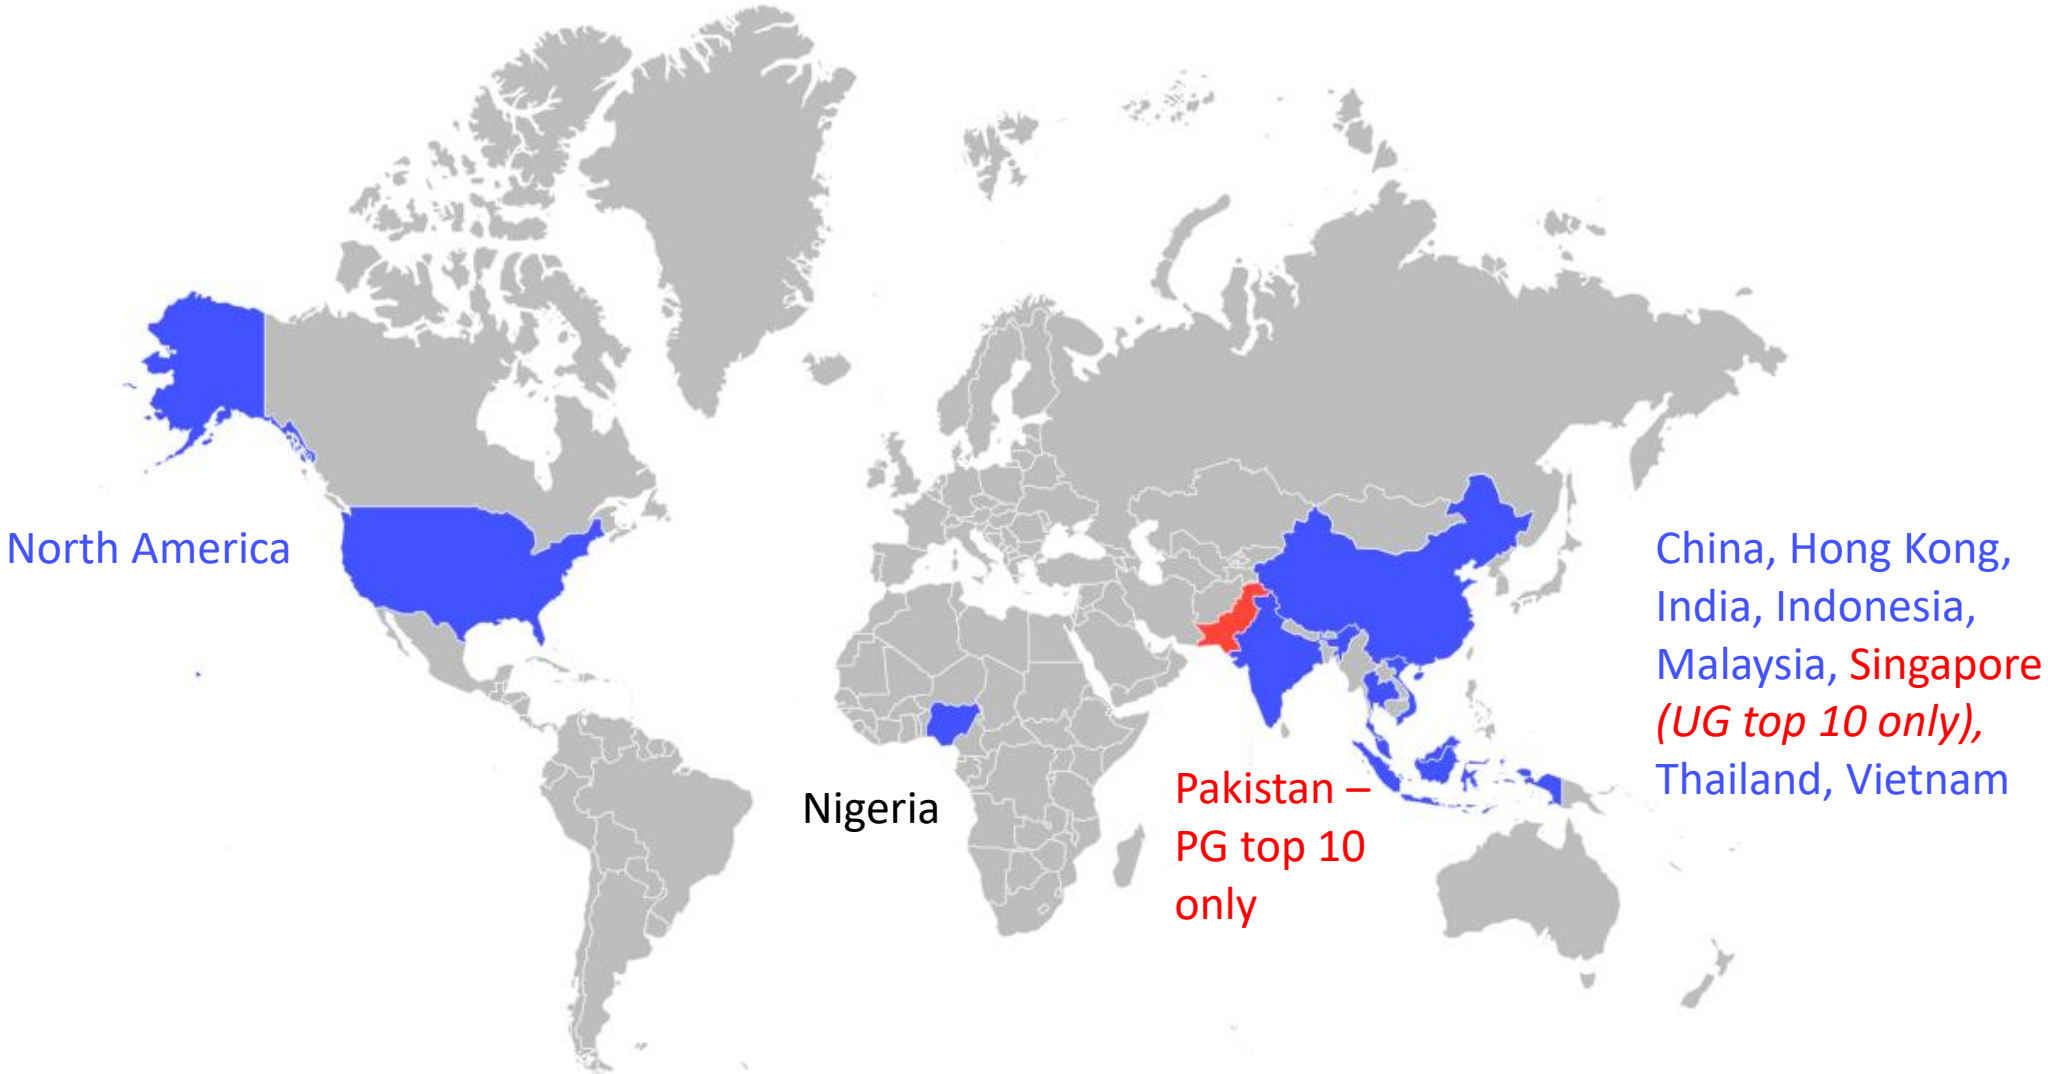 North America
China, Hong Kong,
India, Indonesia,
Malaysia, Singapore
(UG top 10 only),
Thailand, Vietnam
Nigeria
Pakistan –
PG top 10
only